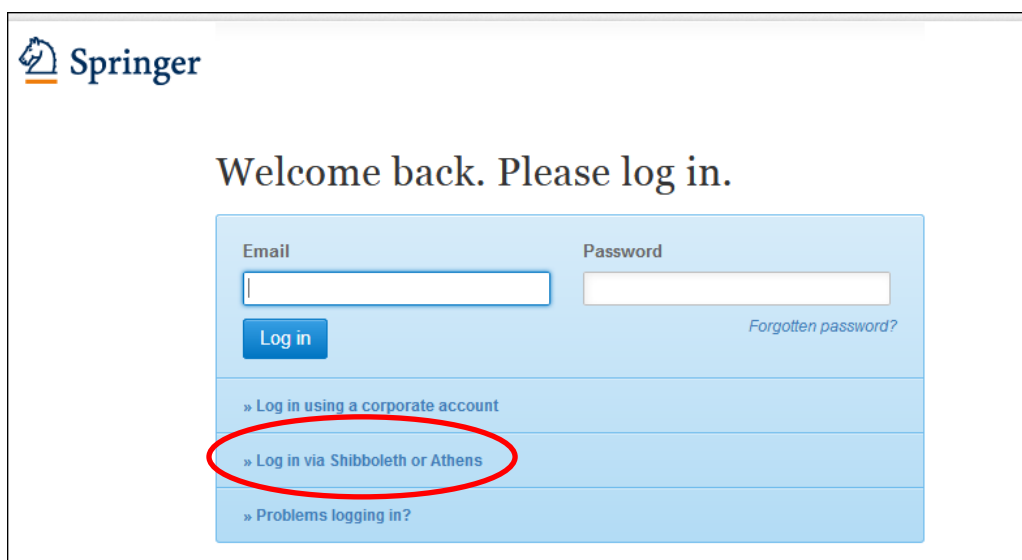 Springer
Welcome back. Please log in.
Email
Password
Log in
Forgotten password?
» Log in using a corporate account
» Log in via Shibboleth or Athens
» Problems logging in?